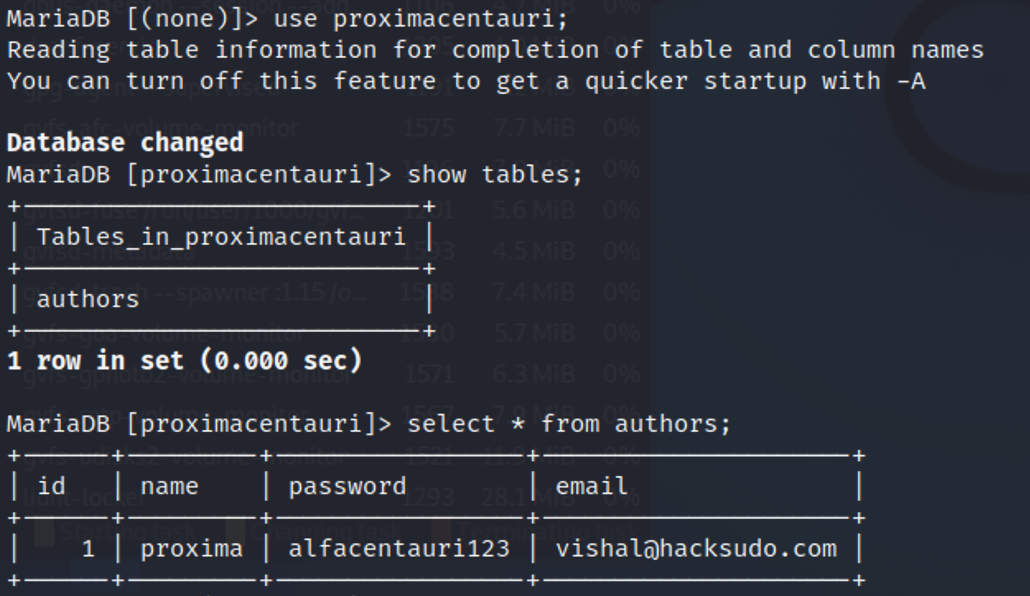 MariaDB [(none)]> use proximacentauri;
Reading table information for completion of table and column names
You can turn off this feature to get a quicker startup with -A
Database changed
MariaDB [proximacentauri]> show tables;
| Tables_in_proximacentauri |
| authors |
1 row in set (0.000 sec)
MariaDB [proximacentauri]> select * from authors;
| id | name | password | email |
| 1 | proxima | alfacentauri123 | vishal@hacksudo.com |